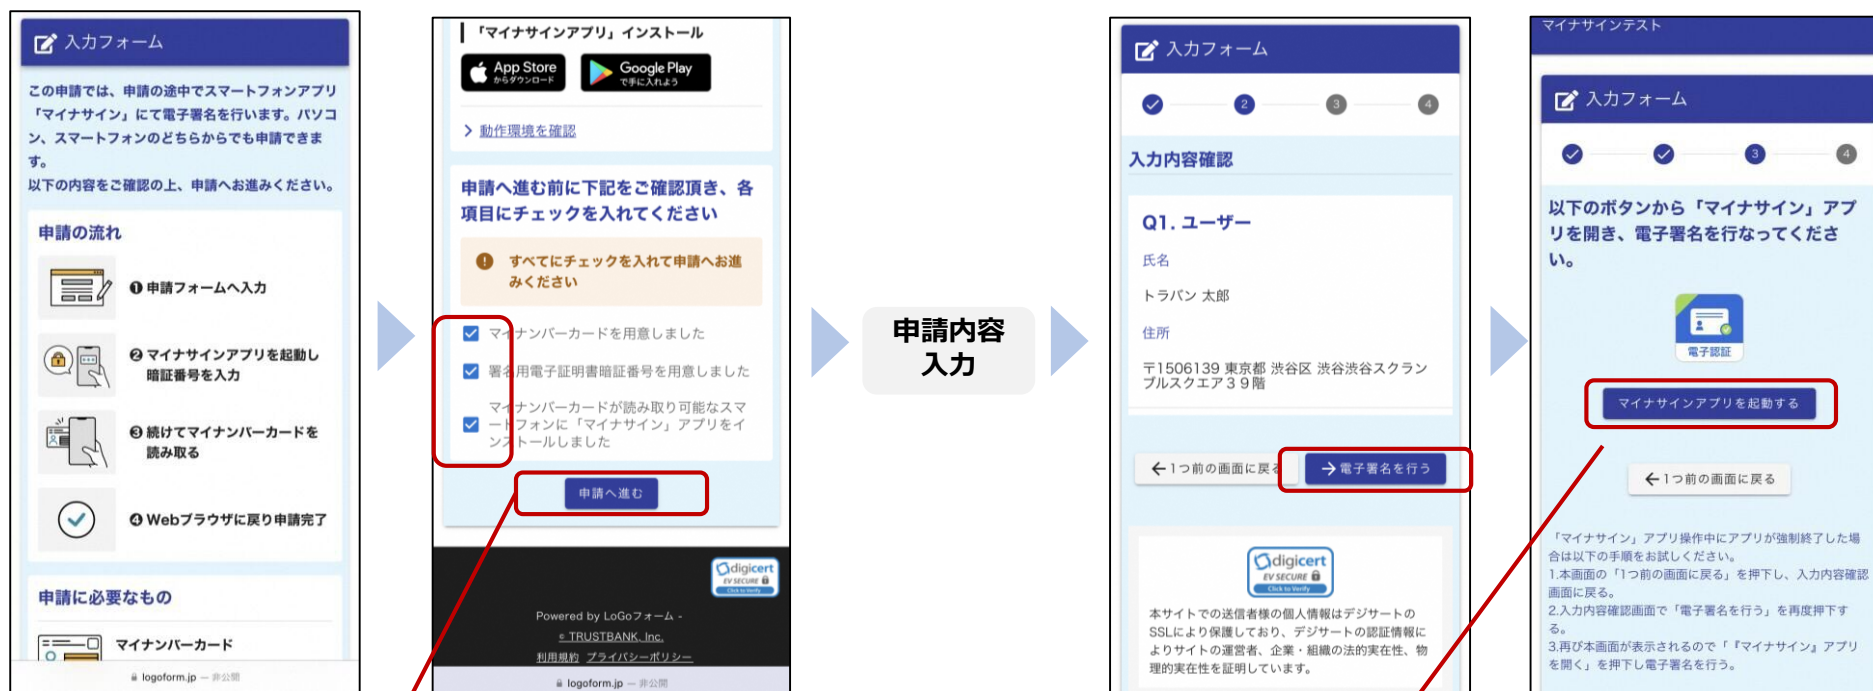 入力フォーム
この申請では、申請の途中でスマートフォンアプリ
「マイナサイン」にて電子署名を行います。パソコ
ン、スマートフォンのどちらからでも申請できま
す。
以下の内容をご確認の上、申請へお進みください。
申請の流れ
❶ 申請フォームへ入力
❷ マイナサインアプリを起動し
暗証番号を入力
❸ 続けてマイナンバーカードを
読み取る
❹ Webブラウザに戻り申請完了
申請に必要なもの
マイナンバーカード
logoform.jp — 非公開
「マイナサインアプリ」インストール
App Store
からダウンロード
Google Play
で手に入れよう
動作環境を確認
申請へ進む前に下記をご確認頂き、各
項目にチェックを入れてください
すべてにチェックを入れて申請へお進
みください
マイナンバーカードを用意しました
署名用電子証明書暗証番号を用意しました
マイナンバーカードが読み取り可能なスマ
ートフォンに「マイナサイン」アプリをイ
ンストールしました
申請へ進む
digicert
EV SECURE
Click to Verify
Powered by LoGoフォーム -
© TRUSTBANK, Inc.
利用規約 プライバシーポリシー
logoform.jp — 非公開
申請内容
入力
入力フォーム
2
3
4
入力内容確認
Q1. ユーザー
氏名
トラバン 太郎
住所
〒1506139 東京都 渋谷区 渋谷渋谷スクラン
ブルスクエア39階
←1つ前の画面に戻る
→電子署名を行う
digicert
EV SECURE
Click to Verify
本サイトでの送信者様の個人情報はデジサートの
SSLにより保護しており、デジサートの認証情報に
よりサイトの運営者、企業・組織の法的実在性、物
理的実在性を証明しています。
マイナサインテスト
入力フォーム
3
4
以下のボタンから「マイナサイン」アプ
リを開き、電子署名を行なってくださ
い。
電子認証
マイナサインアプリを起動する
←1つ前の画面に戻る
「マイナサイン」アプリ操作中にアプリが強制終了した場
合は以下の手順をお試しください。
1.本画面の「1つ前の画面に戻る」を押下し、入力内容確認
画面に戻る。
2.入力内容確認画面で「電子署名を行う」を再度押下す
る。
3.再び本画面が表示されるので「『マイナサイン』アプリ
を開く」を押下し電子署名を行う。